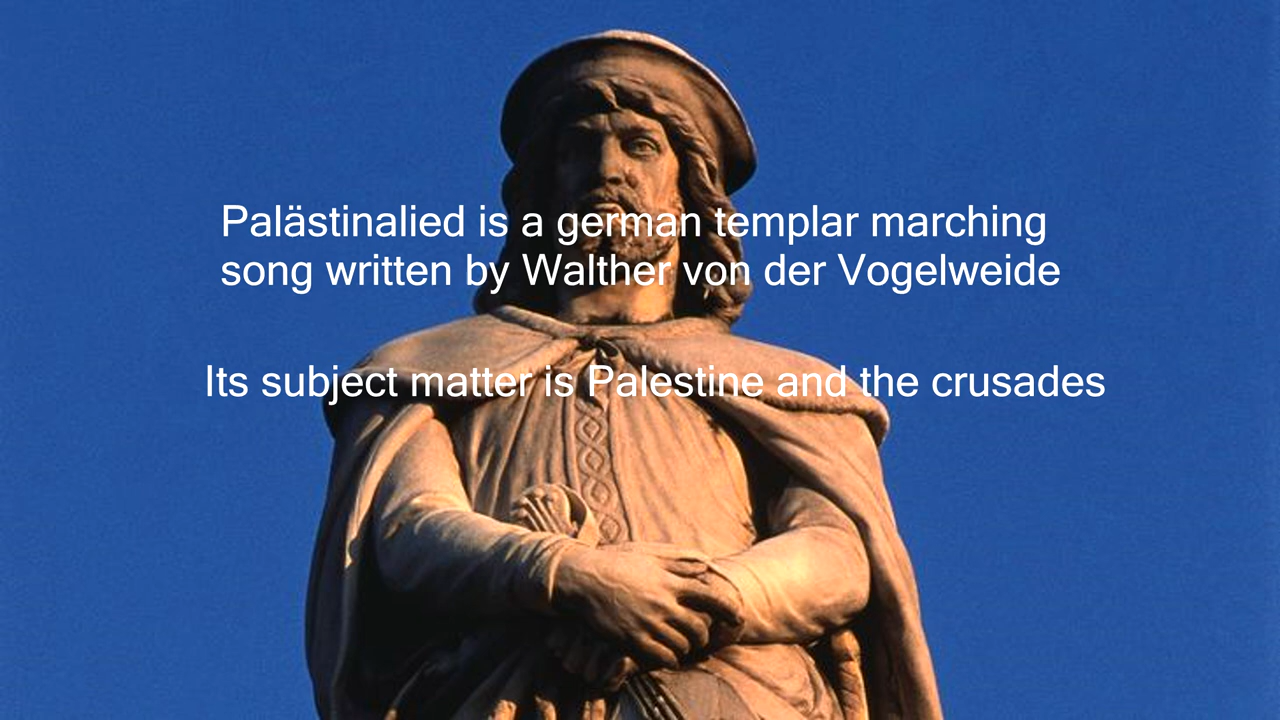 Palästinalied is a german templar marching
song written by Walther von der Vogelweide
Its subject matter is Palestine and the crusades